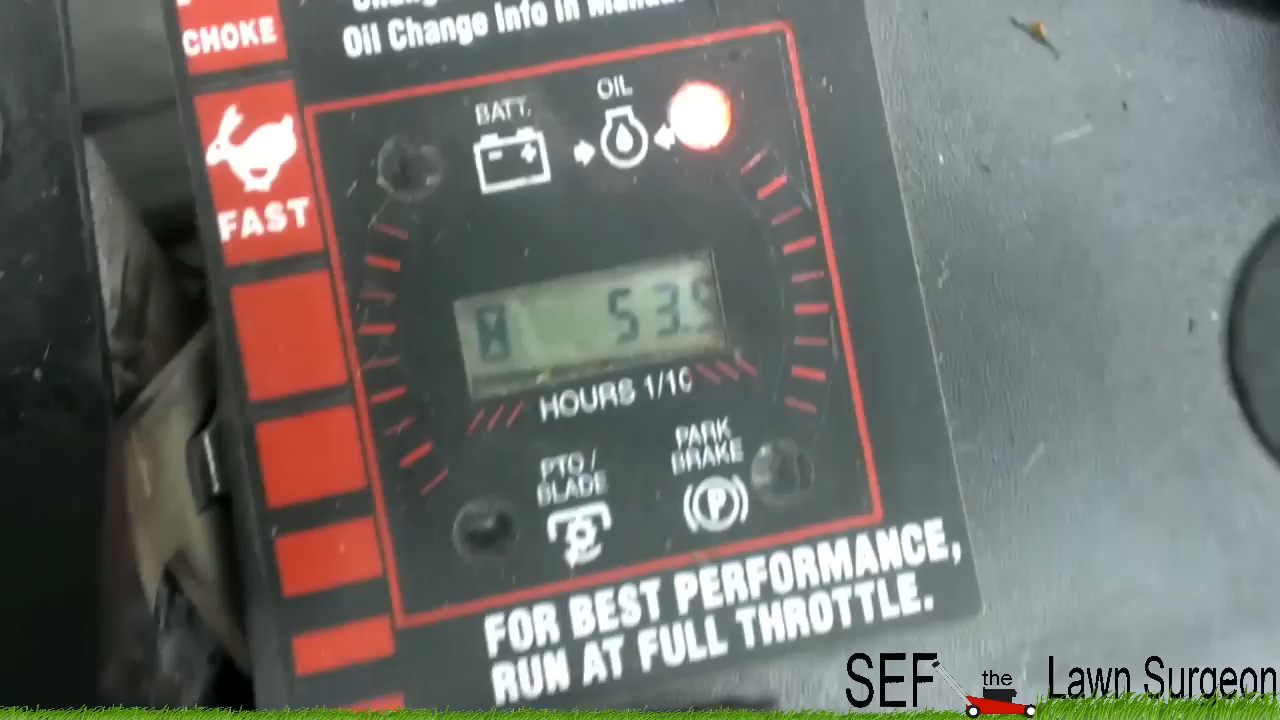 CHOKE
Oil Change Info in Manual
FAST
BATT.
OIL
53.9
HOURS 1/10
PTO /
BLADE
PARK
BRAKE
P
FOR BEST PERFORMANCE,
RUN AT FULL THROTTLE.
SEF the Lawn Surgeon